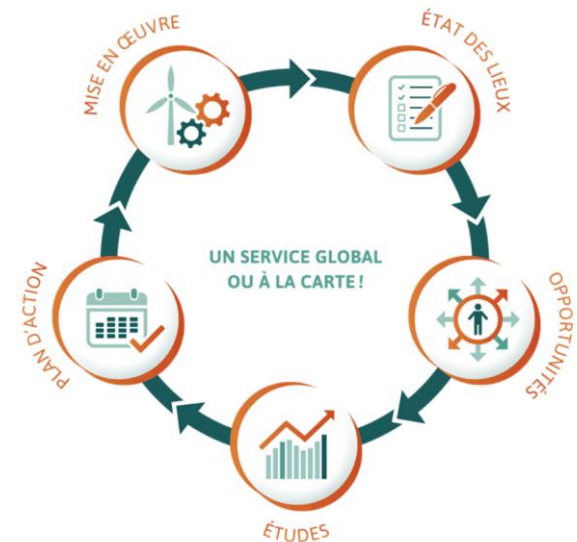 MISE EN ŒUVRE
ÉTAT DES LIEUX
UN SERVICE GLOBAL
OU À LA CARTE !
PLAN D'ACTION
OPPORTUNITÉS
ÉTUDES